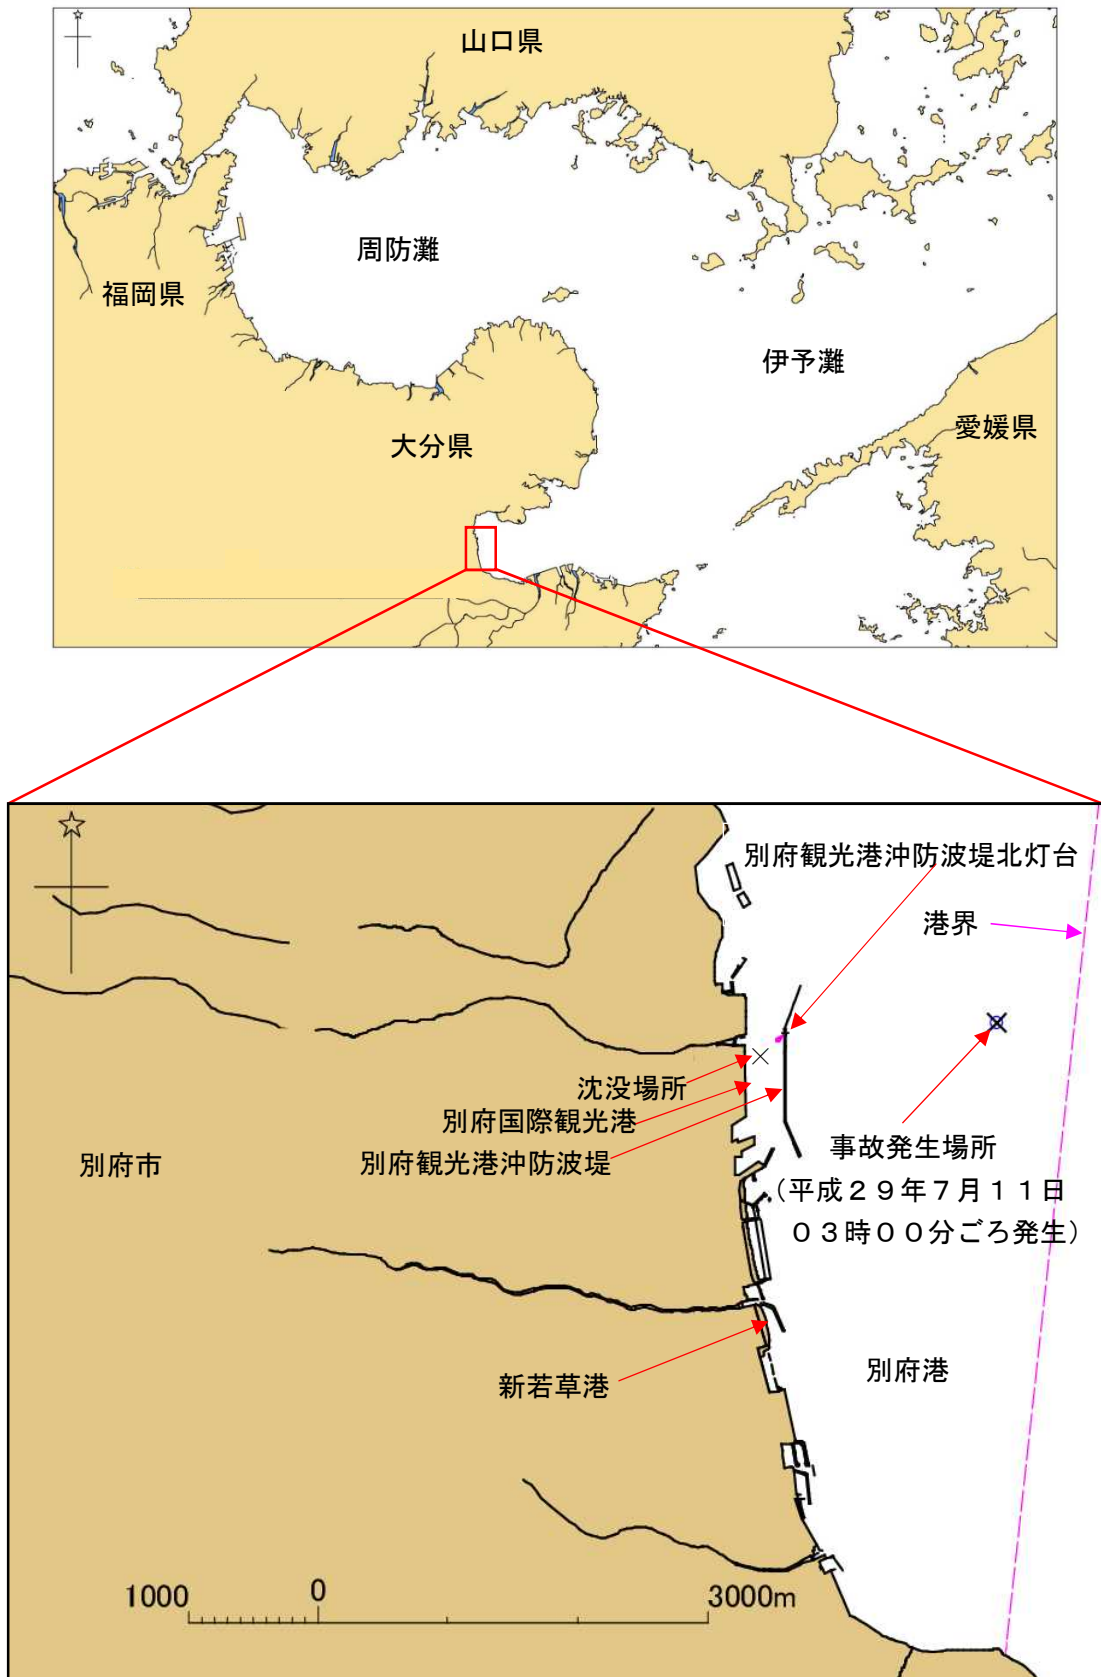 山口県
周防灘
福岡県
伊予灘
大分県
愛媛県
別府観光港沖防波堤北灯台
港界
沈没場所
別府国際観光港
別府観光港沖防波堤
別府市
事故発生場所
（平成２９年７月１１日
０３時００分ごろ発生）
新若草港
別府港
1000 0 3000m